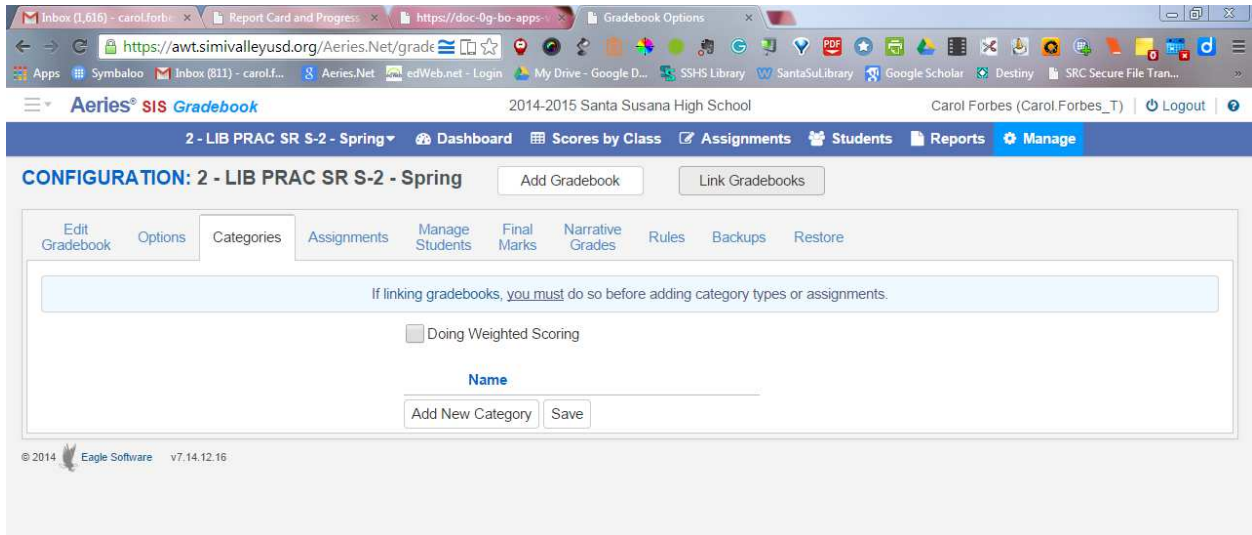 Inbox (1,616) - carol.forbe
Report Card and Progress
https://doc-0g-bo-apps-v
Gradebook Options
https://awt.simivalleyusd.org/Aeries.Net/grade
Apps Symbaloo Inbox (811) - carol.f... Aeries.Net edWeb.net - Login My Drive - Google D... SSHS Library SantaSuLibrary Google Scholar Destiny SRC Secure File Tran... »
Aeries® SIS Gradebook 2014-2015 Santa Susana High School Carol Forbes (Carol.Forbes_T) Logout
2 - LIB PRAC SR S-2 - Spring Dashboard Scores by Class Assignments Students Reports Manage
CONFIGURATION: 2 - LIB PRAC SR S-2 - Spring Add Gradebook Link Gradebooks
Edit Gradebook Options Categories Assignments Manage Students Final Marks Narrative Grades Rules Backups Restore
If linking gradebooks, you must do so before adding category types or assignments.
Doing Weighted Scoring
Name
Add New Category Save
© 2014 Eagle Software v7.14.12.16